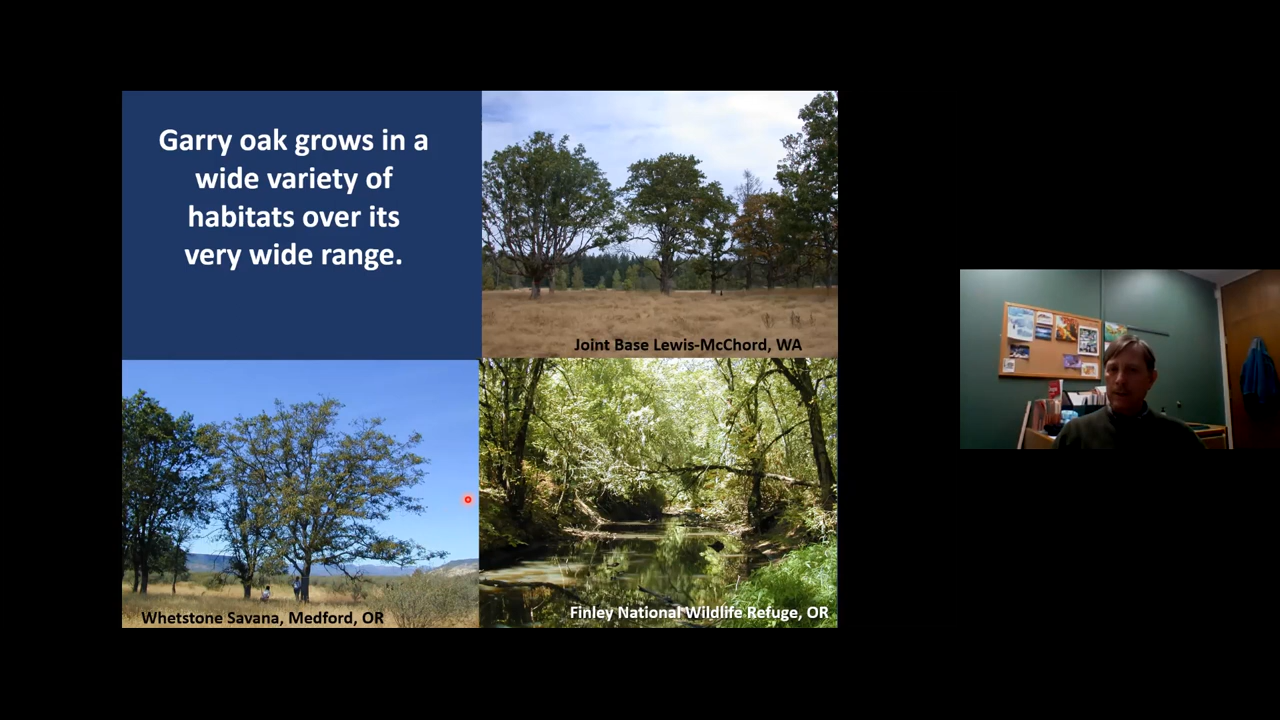 Garry oak grows in a
wide variety of
habitats over its
very wide range.
Joint Base Lewis-McChord, WA
Whetstone Savana, Medford, OR
Finley National Wildlife Refuge, OR